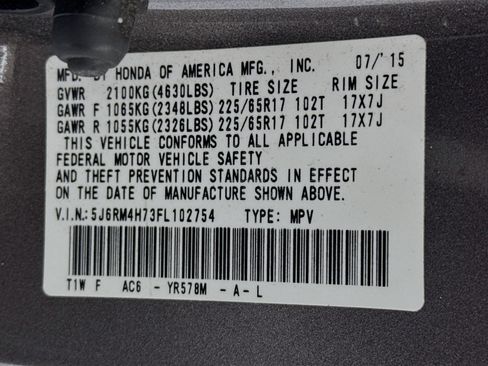 MFD. BY HONDA OF AMERICA MFG., INC. 07/15
GVWR 2100KG(4630LBS) TIRE SIZE RIM SIZE
GAWR F 1065KG(2348LBS) 225/65R17 102T 17X7J
GAWR R 1055KG(2326LBS) 225/65R17 102T 17X7J
THIS VEHICLE CONFORMS TO ALL APPLICABLE
FEDERAL MOTOR VEHICLE SAFETY
AND THEFT PREVENTION STANDARDS IN EFFECT
ON THE DATE OF MANUFACTURE SHOWN ABOVE.
V.I.N.:5J6RM4H73FL102754 TYPE: MPV
T1W F AC6 - YR578M - A - L